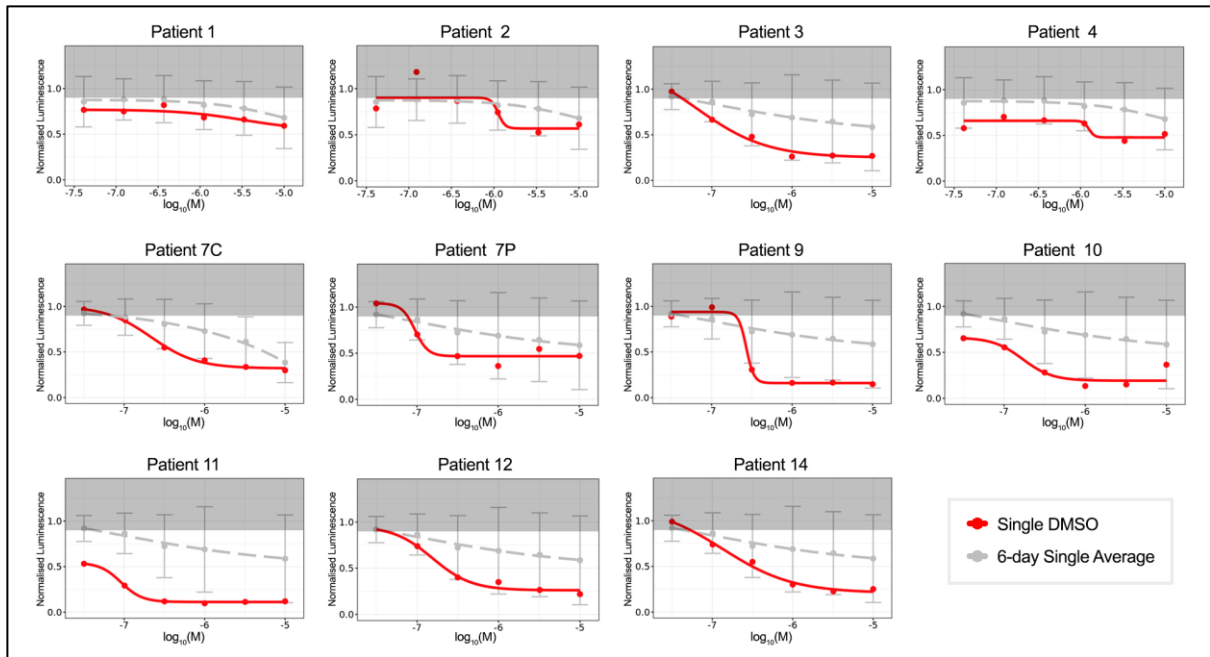 Patient 1
Patient 2
Patient 3
Patient 4
Normalised Luminescence
1.0
0.5
0.0
-7.5 -7.0 -6.5 -6.0 -5.5 -5.0
log10(M)
Normalised Luminescence
1.0
0.5
0.0
-7.5 -7.0 -6.5 -6.0 -5.5 -5.0
log10(M)
Normalised Luminescence
1.0
0.5
0.0
-7 -6 -5
log10(M)
Normalised Luminescence
1.0
0.5
0.0
-7.5 -7.0 -6.5 -6.0 -5.5 -5.0
log10(M)
Patient 7C
Patient 7P
Patient 9
Patient 10
Normalised Luminescence
1.0
0.5
0.0
-7 -6 -5
log10(M)
Normalised Luminescence
1.0
0.5
0.0
-7 -6 -5
log10(M)
Normalised Luminescence
1.0
0.5
0.0
-7 -6 -5
log10(M)
Normalised Luminescence
1.0
0.5
0.0
-7 -6 -5
log10(M)
Patient 11
Patient 12
Patient 14
Normalised Luminescence
1.0
0.5
0.0
-7 -6 -5
log10(M)
Normalised Luminescence
1.0
0.5
0.0
-7 -6 -5
log10(M)
Normalised Luminescence
1.0
0.5
0.0
-7 -6 -5
log10(M)
Single DMSO
6-day Single Average